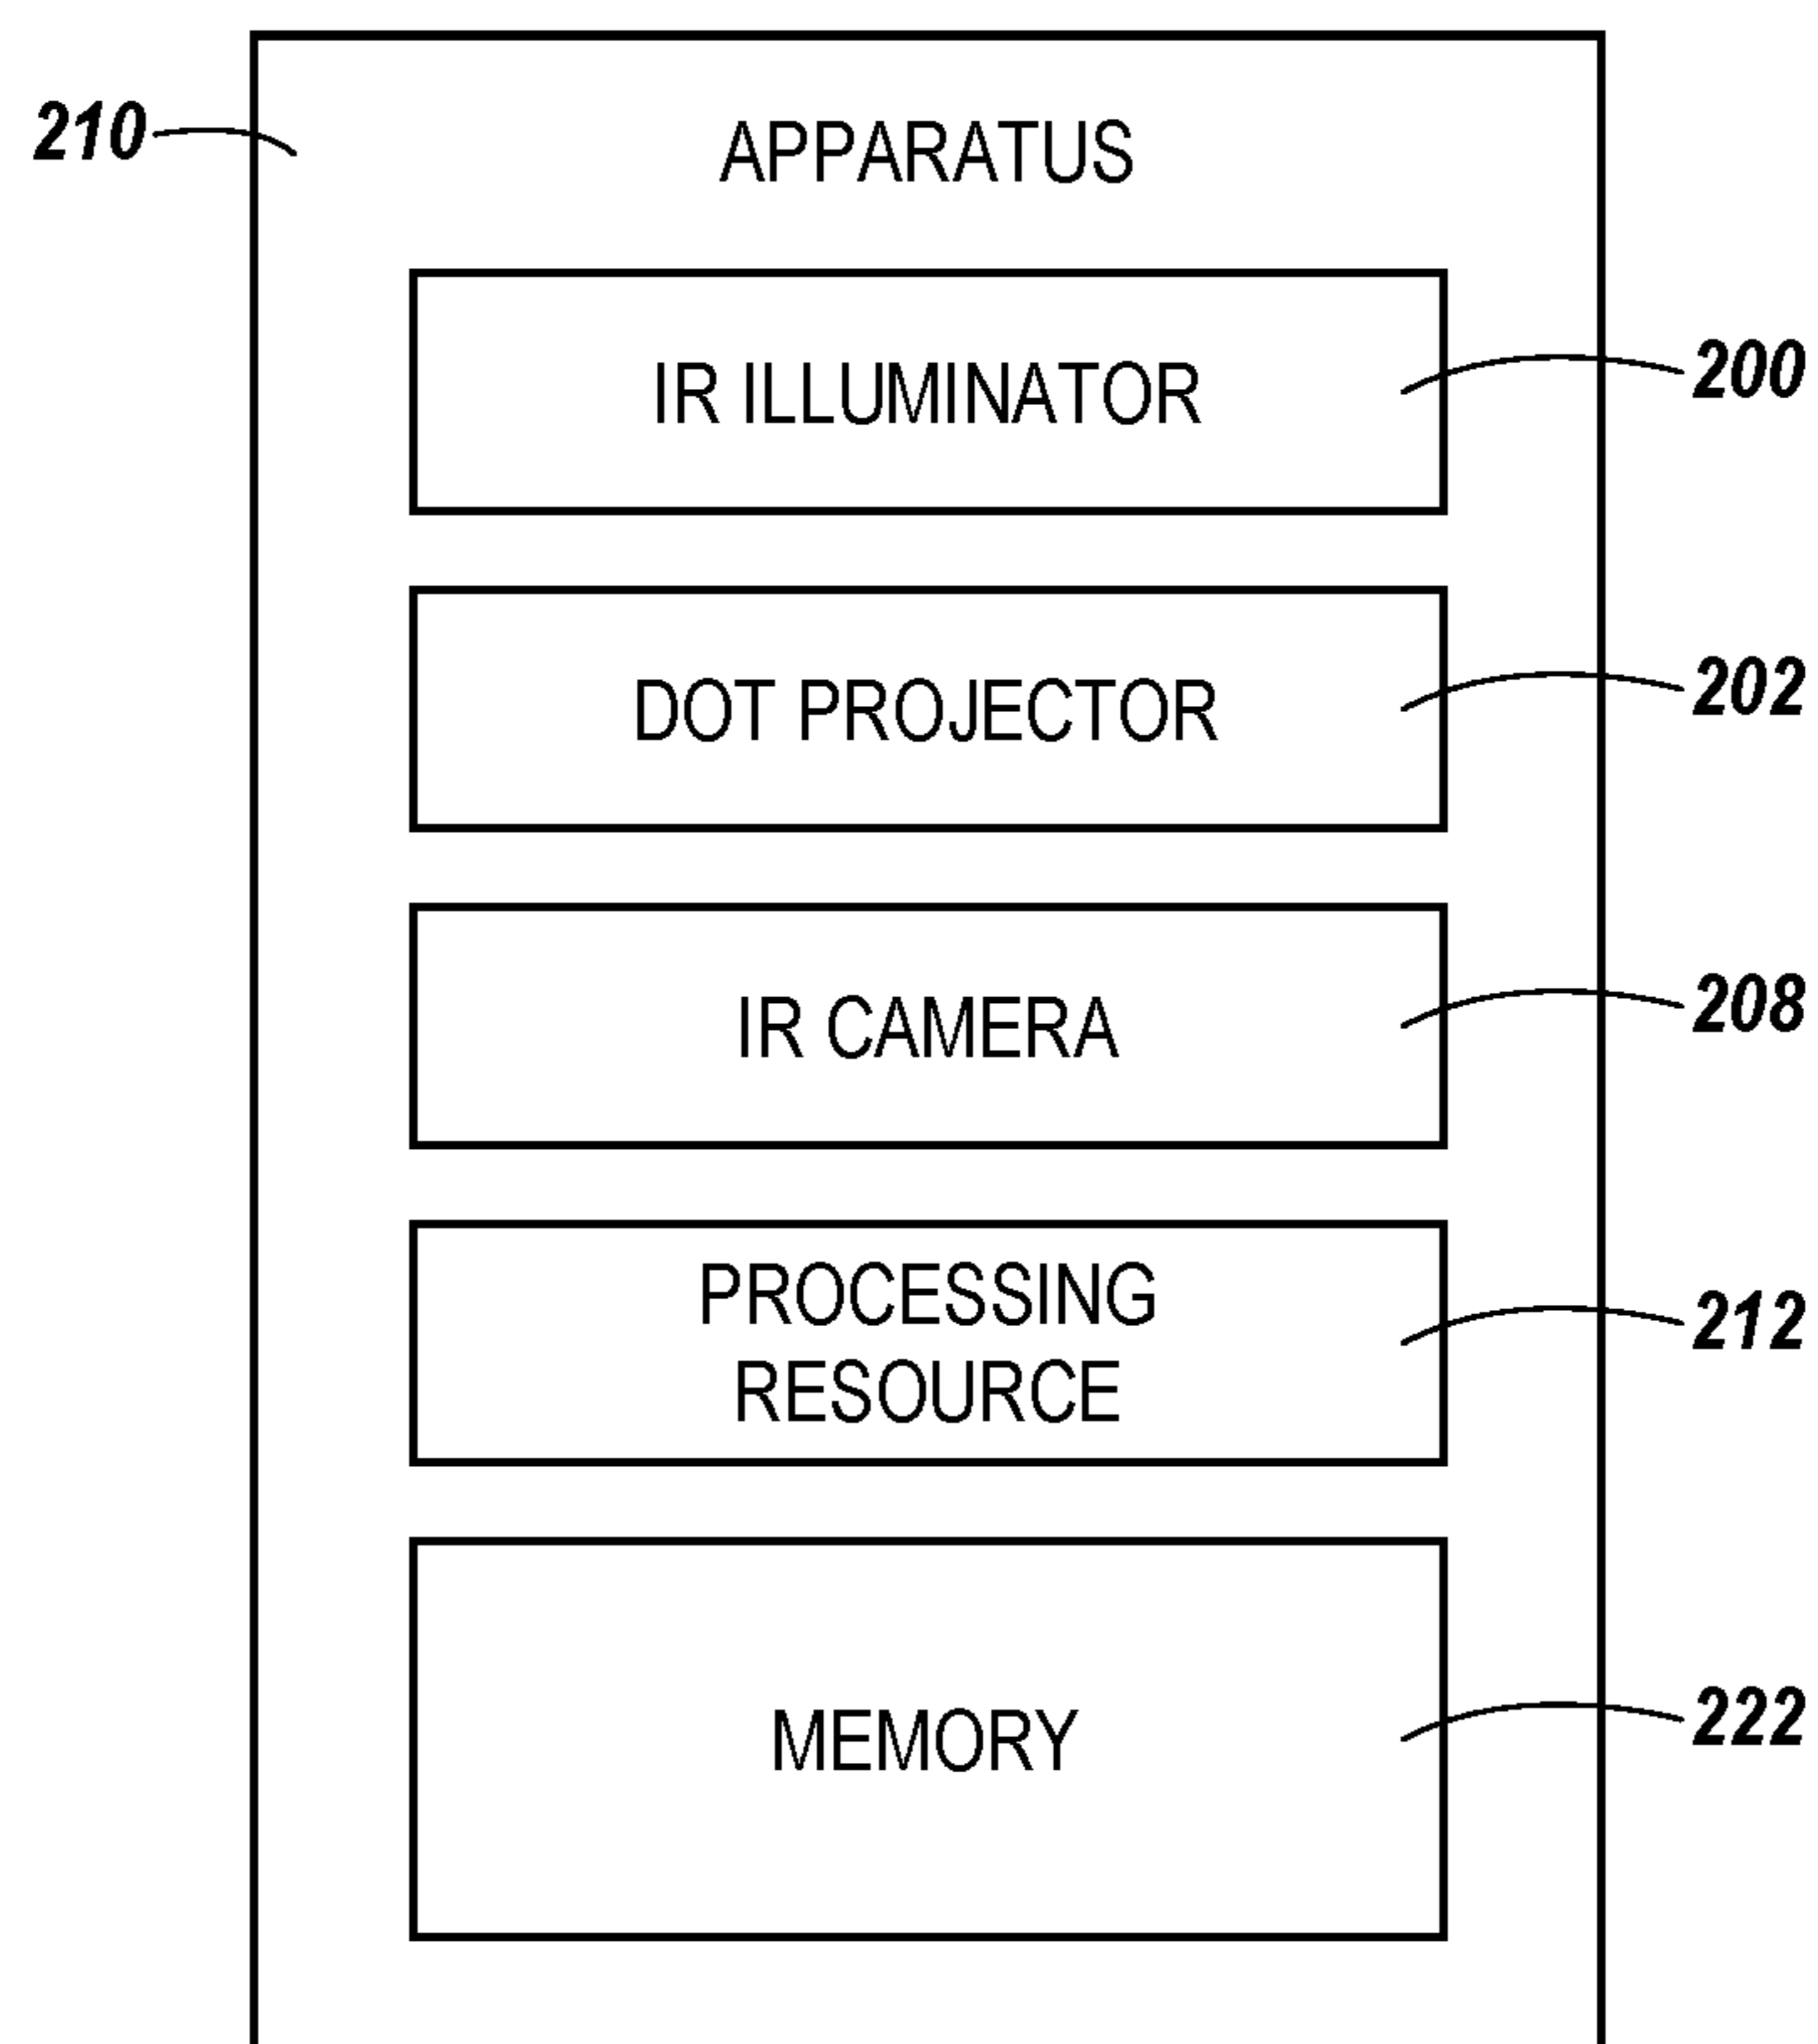 210
APPARATUS
IR ILLUMINATOR
200
DOT PROJECTOR
202
IR CAMERA
208
PROCESSING
RESOURCE
212
MEMORY
222